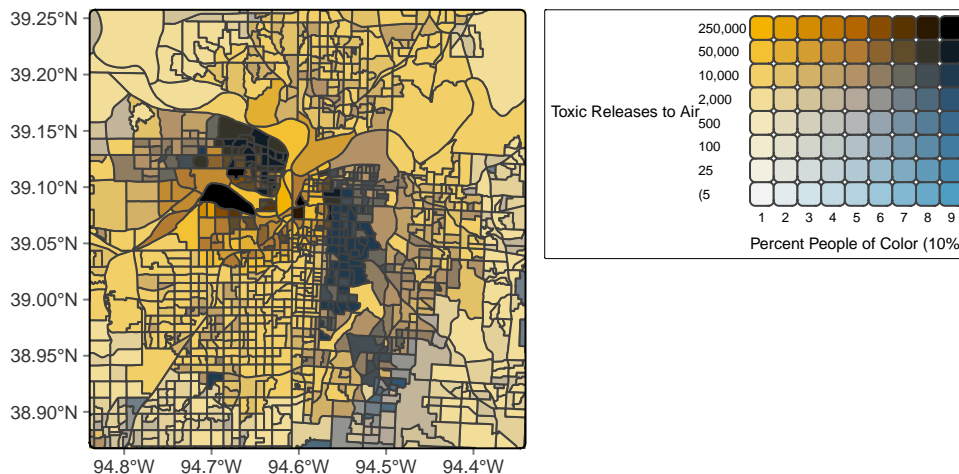 39.25°N
39.20°N
39.15°N
39.10°N
39.05°N
39.00°N
38.95°N
38.90°N
94.8°W 94.7°W 94.6°W 94.5°W 94.4°W
Toxic Releases to Air
250,000
50,000
10,000
2,000
500
100
25
(5
1 2 3 4 5 6 7 8 9
Percent People of Color (10%